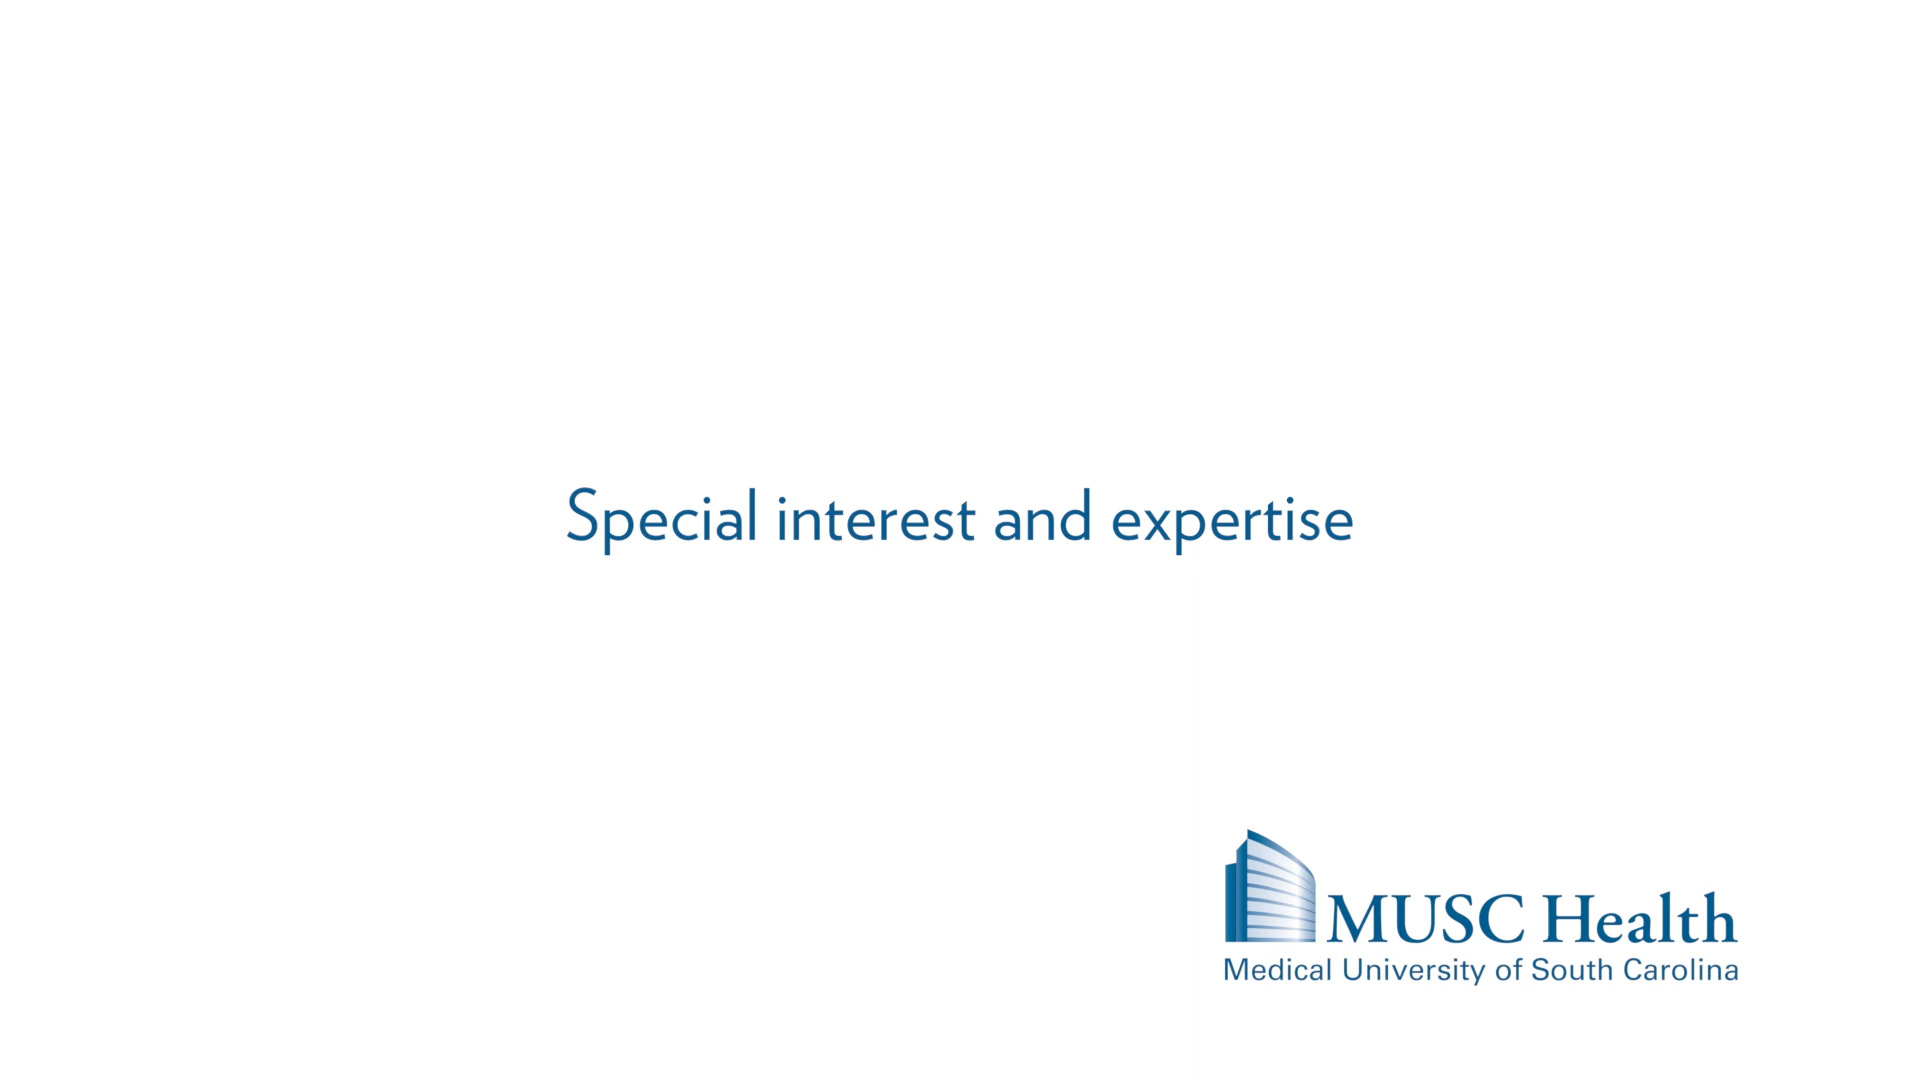 Special interest and expertise
MUSC Health
Medical University of South Carolina